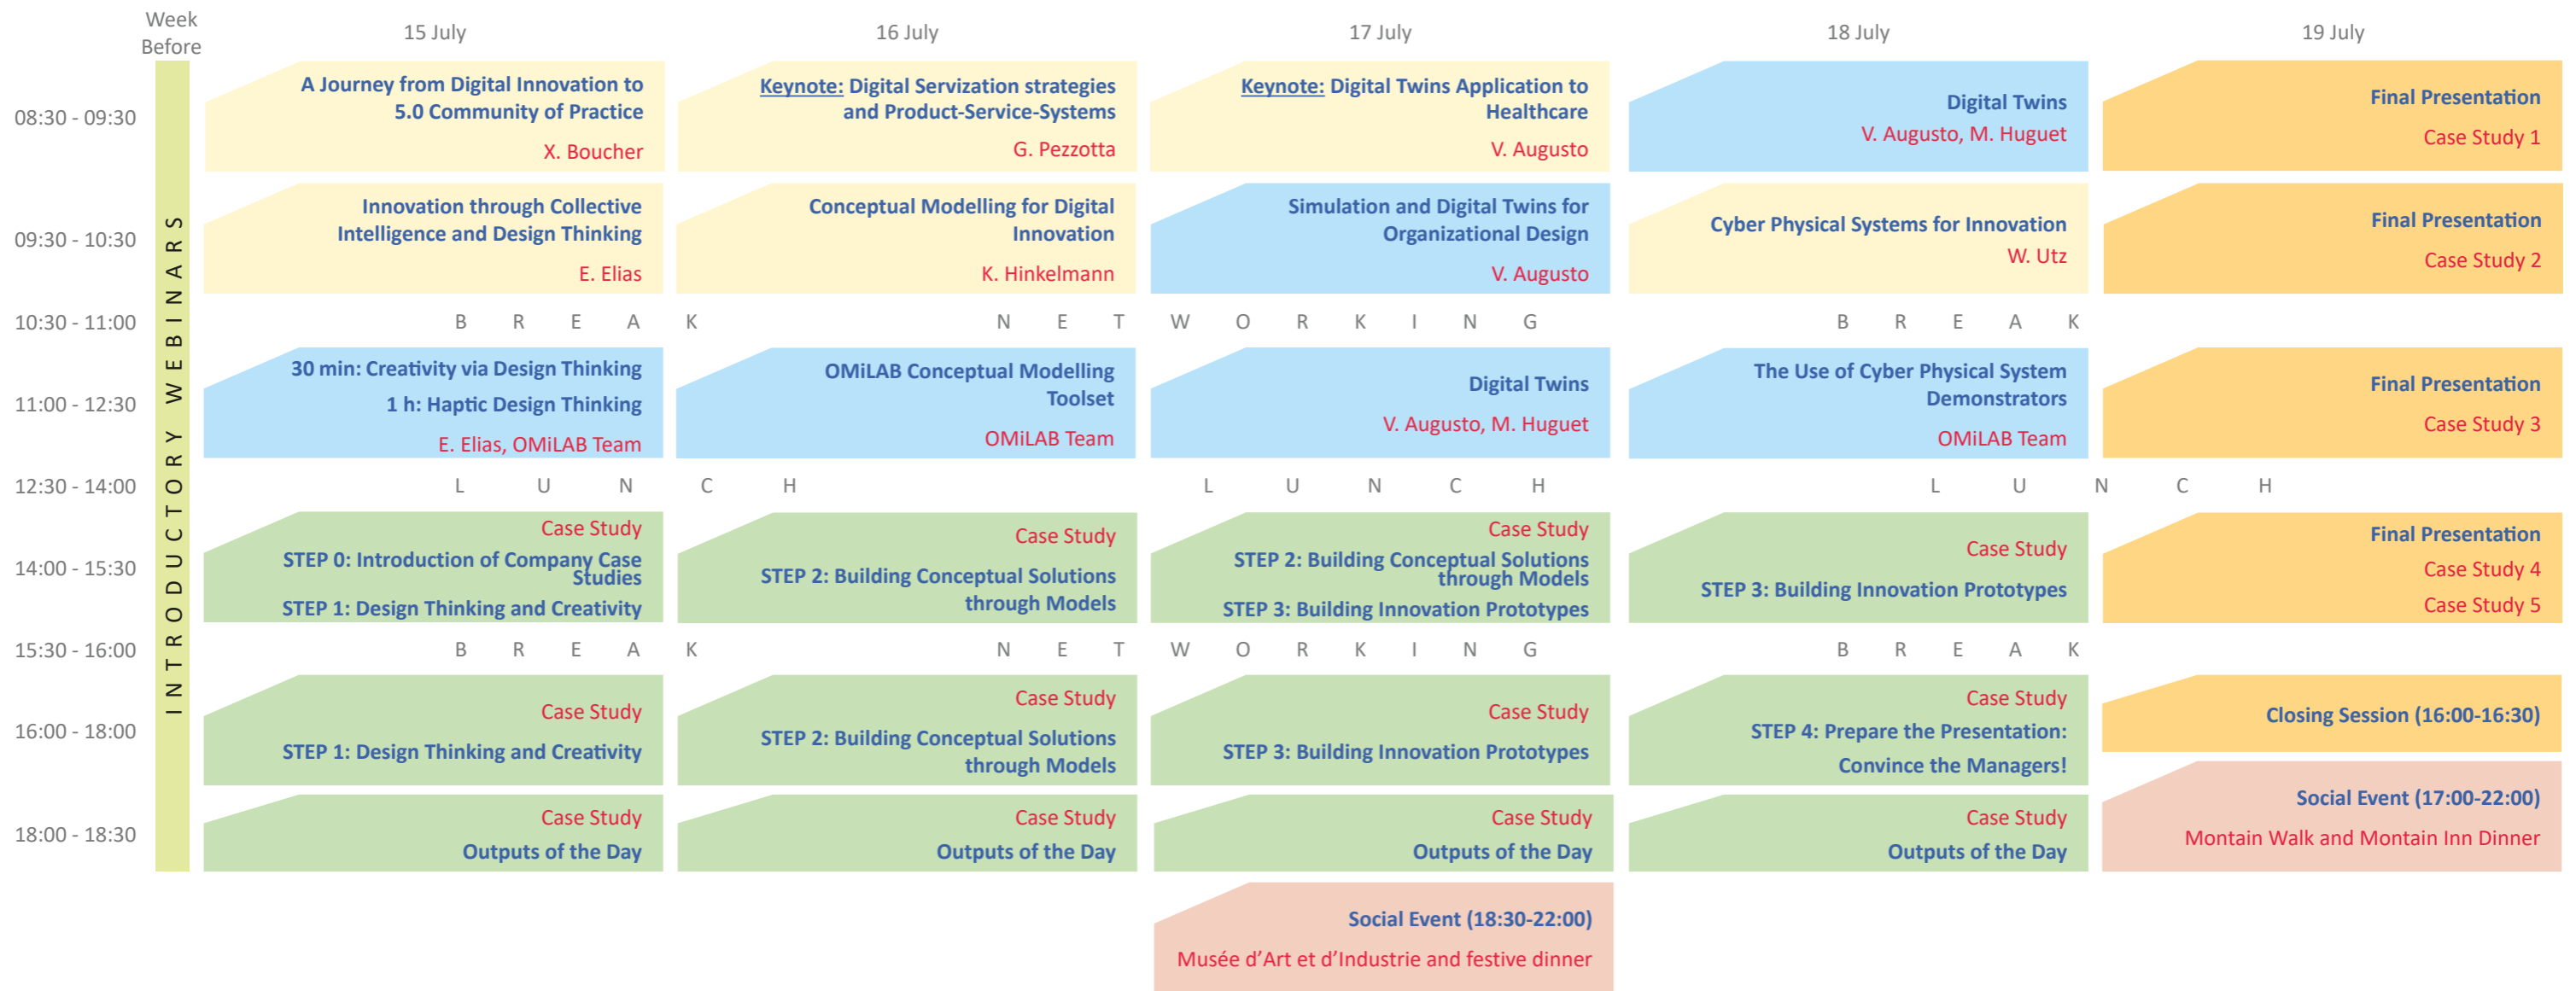 Week
Before
15 July
16 July
17 July
18 July
19 July
INTRODUCTORY WEBINARS
08:30 - 09:30
A Journey from Digital Innovation to
5.0 Community of Practice
X. Boucher
Keynote: Digital Servization strategies
and Product-Service-Systems
G. Pezzotta
Keynote: Digital Twins Application to
Healthcare
V. Augusto
Digital Twins
V. Augusto, M. Huguet
Final Presentation
Case Study 1
09:30 - 10:30
Innovation through Collective
Intelligence and Design Thinking
E. Elias
Conceptual Modelling for Digital
Innovation
K. Hinkelmann
Simulation and Digital Twins for
Organizational Design
V. Augusto
Cyber Physical Systems for Innovation
W. Utz
Final Presentation
Case Study 2
10:30 - 11:00
BREAK NETWORKING BREAK
11:00 - 12:30
30 min: Creativity via Design Thinking
1 h: Haptic Design Thinking
E. Elias, OMiLAB Team
OMiLAB Conceptual Modelling
Toolset
OMiLAB Team
Digital Twins
V. Augusto, M. Huguet
The Use of Cyber Physical System
Demonstrators
OMiLAB Team
Final Presentation
Case Study 3
12:30 - 14:00
LUNCH LUNCH LUNCH
14:00 - 15:30
Case Study
STEP 0: Introduction of Company Case
Studies
STEP 1: Design Thinking and Creativity
Case Study
STEP 2: Building Conceptual Solutions
through Models
Case Study
STEP 2: Building Conceptual Solutions
through Models
STEP 3: Building Innovation Prototypes
Case Study
STEP 3: Building Innovation Prototypes
Final Presentation
Case Study 4
Case Study 5
15:30 - 16:00
BREAK NETWORKING BREAK
16:00 - 18:00
Case Study
STEP 1: Design Thinking and Creativity
Case Study
STEP 2: Building Conceptual Solutions
through Models
Case Study
STEP 3: Building Innovation Prototypes
Case Study
STEP 4: Prepare the Presentation:
Convince the Managers!
Closing Session (16:00-16:30)
18:00 - 18:30
Case Study
Outputs of the Day
Case Study
Outputs of the Day
Case Study
Outputs of the Day
Case Study
Outputs of the Day
Social Event (17:00-22:00)
Montain Walk and Montain Inn Dinner
Social Event (18:30-22:00)
Musée d’Art et d’Industrie and festive dinner